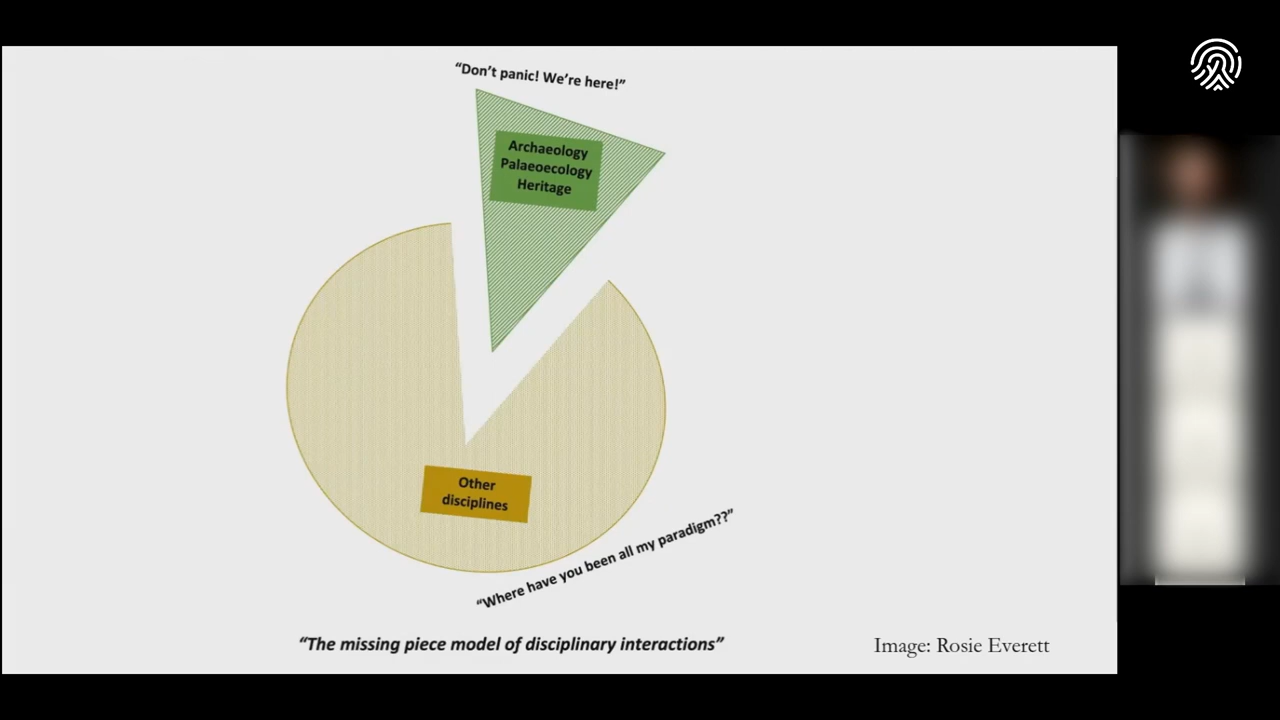 “Don’t panic! We’re here!”
Archaeology
Palaeoecology
Heritage
Other
disciplines
“Where have you been all my paradigm??”
“The missing piece model of disciplinary interactions”
Image: Rosie Everett